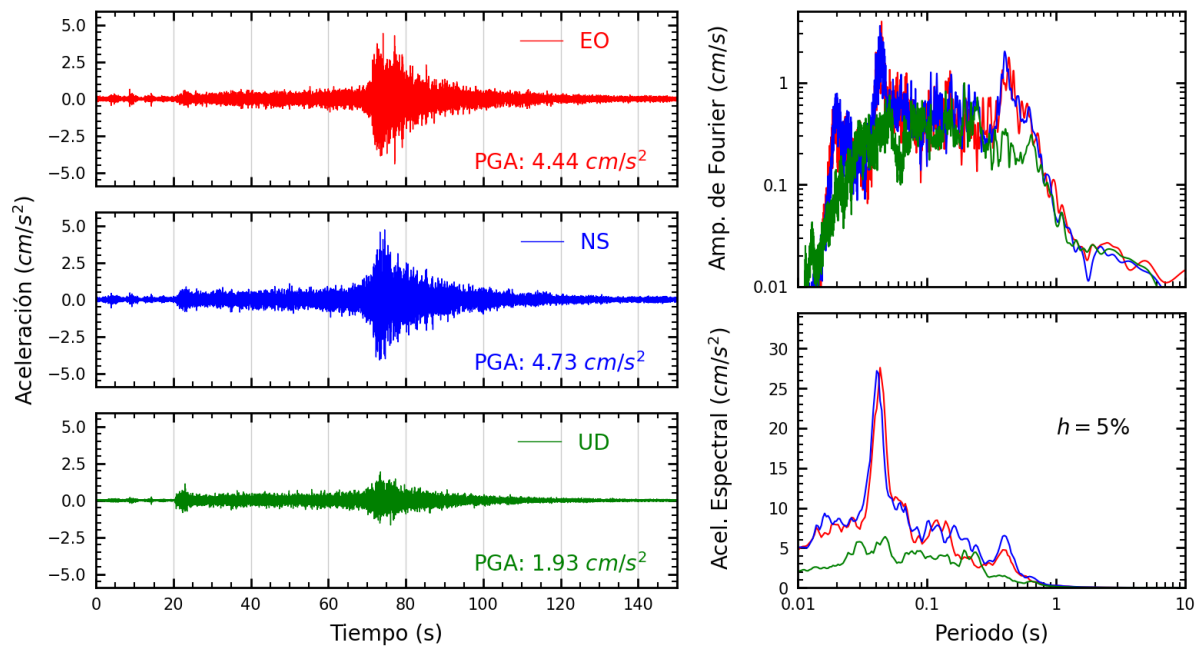 Aceleración (cm/s²)
5.0
2.5
0.0
−2.5
−5.0
EO
PGA: 4.44 cm/s²
5.0
2.5
0.0
−2.5
−5.0
NS
PGA: 4.73 cm/s²
5.0
2.5
0.0
−2.5
−5.0
UD
PGA: 1.93 cm/s²
0 20 40 60 80 100 120 140
Tiempo (s)
Amp. de Fourier (cm/s)
1
0.1
0.01
Acel. Espectral (cm/s²)
30
25
20
15
10
5
0
h = 5%
0.01 0.1 1 10
Periodo (s)